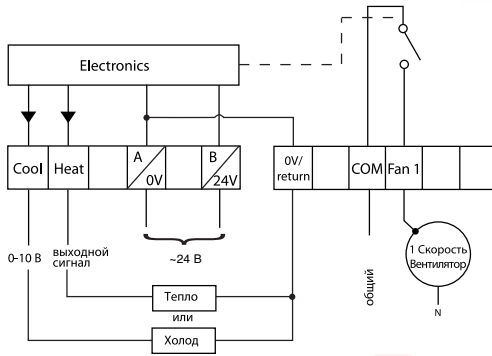 Electronics
Cool
Heat
A
0V
B
24V
0V/
return
COM
Fan 1
0-10 В
выходной
сигнал
~24 В
общий
1 Скорость
Вентилятор
N
Тепло
или
Холод